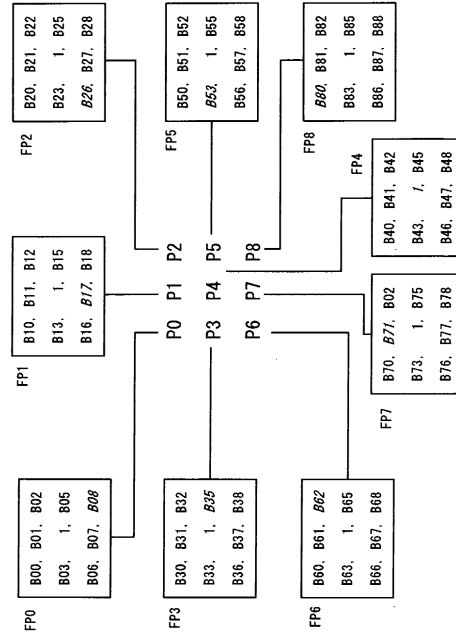 FP0
B00, B01, B02
B03, 1, B05
B06, B07, B08
FP1
B10, B11, B12
B13, 1, B15
B16, B17, B18
FP2
B20, B21, B22
B23, 1, B25
B26, B27, B28
P0 P1 P2
P3 P4 P5
P6 P7 P8
FP3
B30, B31, B32
B33, 1, B35
B36, B37, B38
FP5
B50, B51, B52
B53, 1, B55
B56, B57, B58
FP6
B60, B61, B62
B63, 1, B65
B66, B67, B68
FP7
B70, B71, B02
B73, 1, B75
B76, B77, B78
FP4
B40, B41, B42
B43, 1, B45
B46, B47, B48
FP8
B80, B81, B82
B83, 1, B85
B86, B87, B88